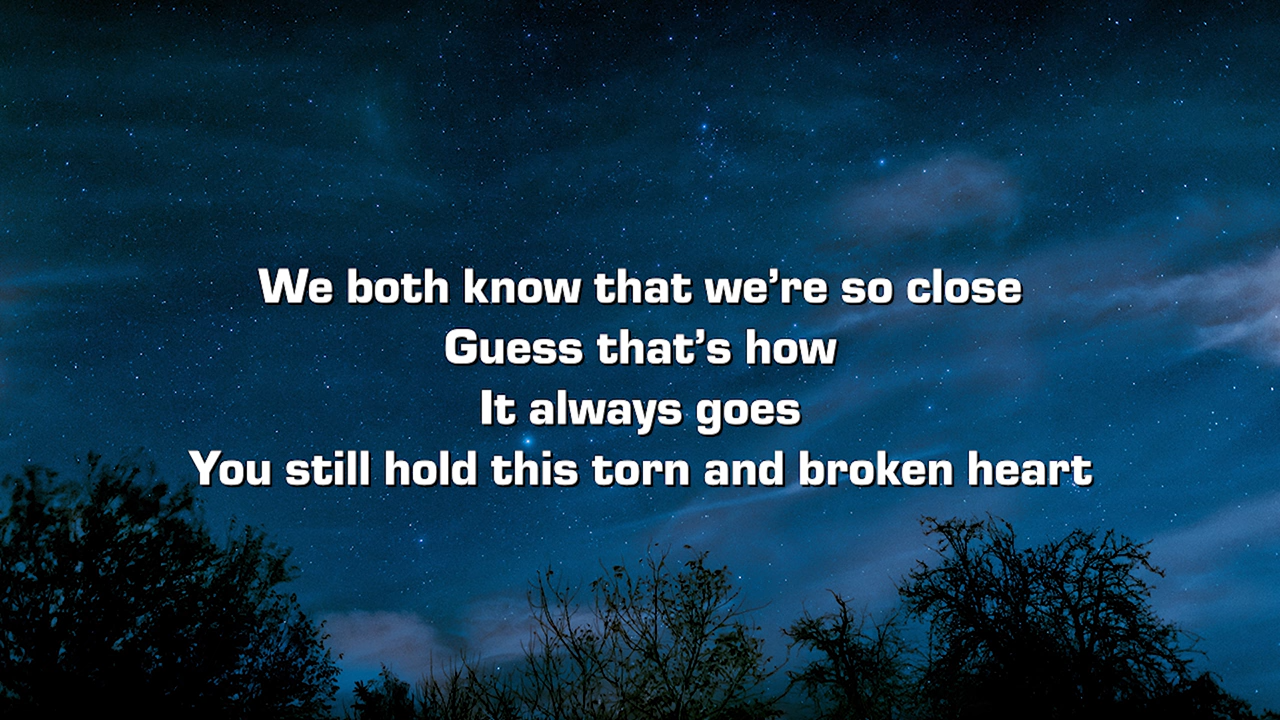 We both know that we’re so close
Guess that’s how
It always goes
You still hold this torn and broken heart